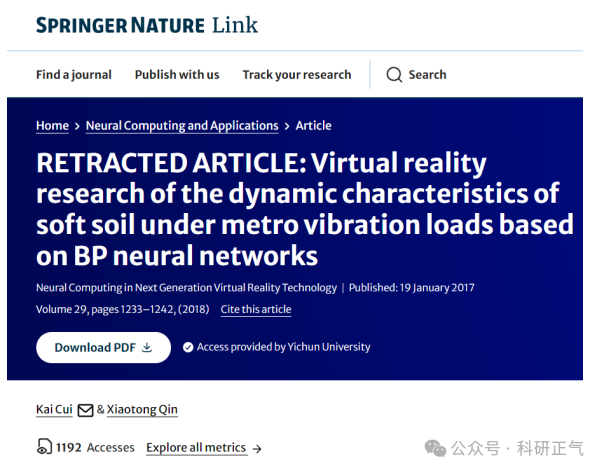 SPRINGER NATURE Link
Find a journal Publish with us Track your research Search
Home > Neural Computing and Applications > Article
RETRACTED ARTICLE: Virtual reality
research of the dynamic characteristics of
soft soil under metro vibration loads based
on BP neural networks
Neural Computing in Next Generation Virtual Reality Technology | Published: 19 January 2017
Volume 29, pages 1233–1242, (2018) Cite this article
Download PDF Access provided by Yichun University
Kai Cui & Xiaotong Qin
1192 Accesses Explore all metrics →
公众号 · 科研正气